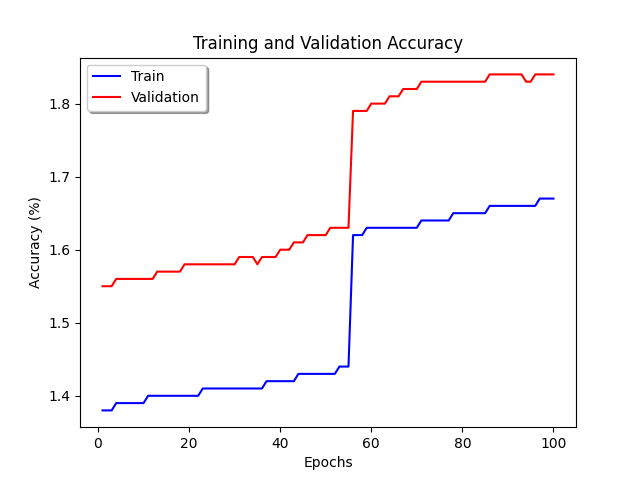 Training and Validation Accuracy
Train
Validation
Accuracy (%)
1.8
1.7
1.6
1.5
1.4
0 20 40 60 80 100
Epochs